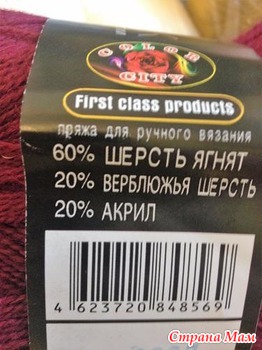 COLOR
CITY
First class products
пряжа для ручного вязания
60% ШЕРСТЬ ЯГНЯТ
20% ВЕРБЛЮЖЬЯ ШЕРСТЬ
20% АКРИЛ
4 623720 848569
Страна Мам